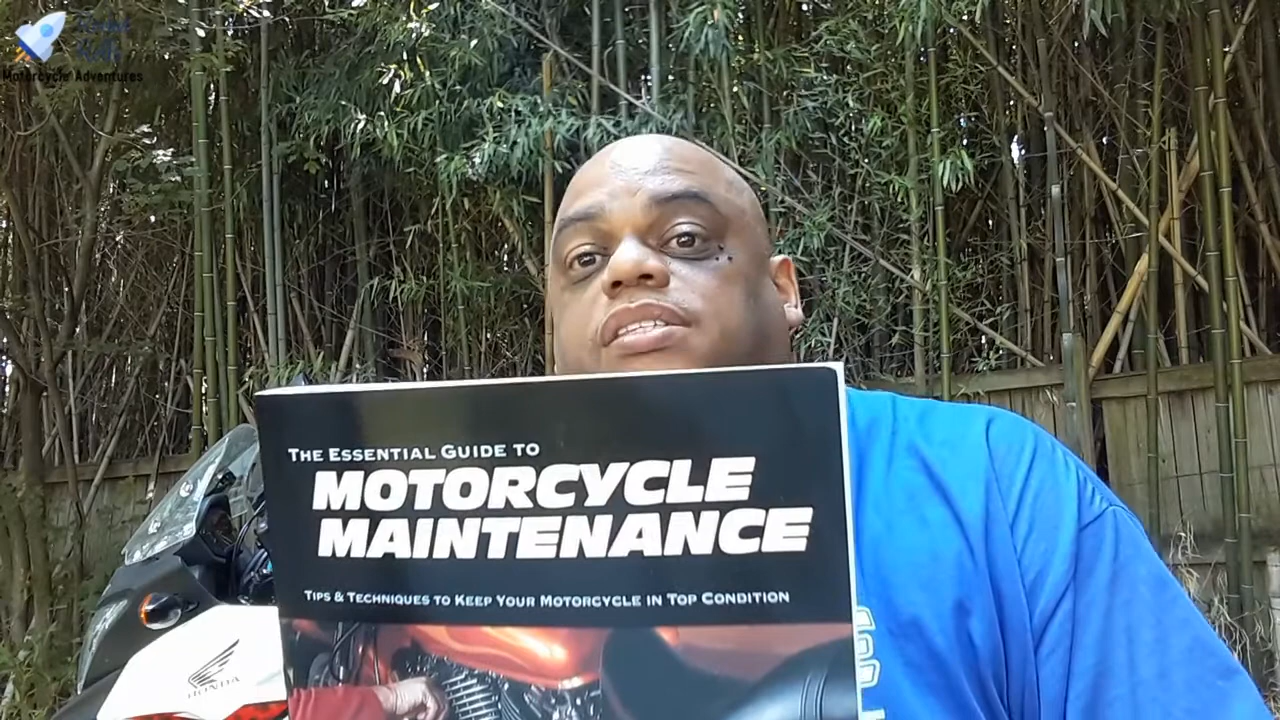 Motorcycle Adventures
THE ESSENTIAL GUIDE TO
MOTORCYCLE
MAINTENANCE
TIPS & TECHNIQUES TO KEEP YOUR MOTORCYCLE IN TOP CONDITION
HONDA